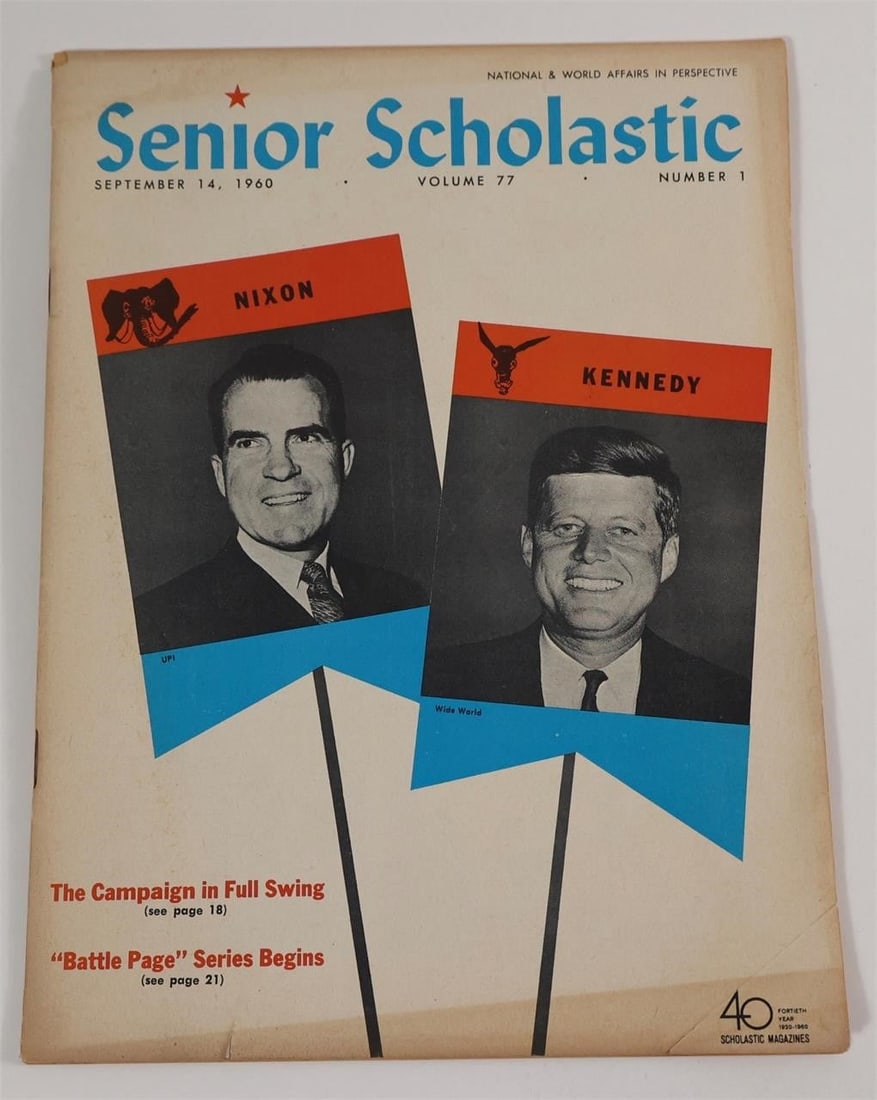 NATIONAL & WORLD AFFAIRS IN PERSPECTIVE
Senior Scholastic
SEPTEMBER 14, 1960 · VOLUME 77 · NUMBER 1
NIXON
KENNEDY
UPI
Wide World
The Campaign in Full Swing
(see page 18)
“Battle Page” Series Begins
(see page 21)
40 FORTIETH
YEAR
1920-1960
SCHOLASTIC MAGAZINES